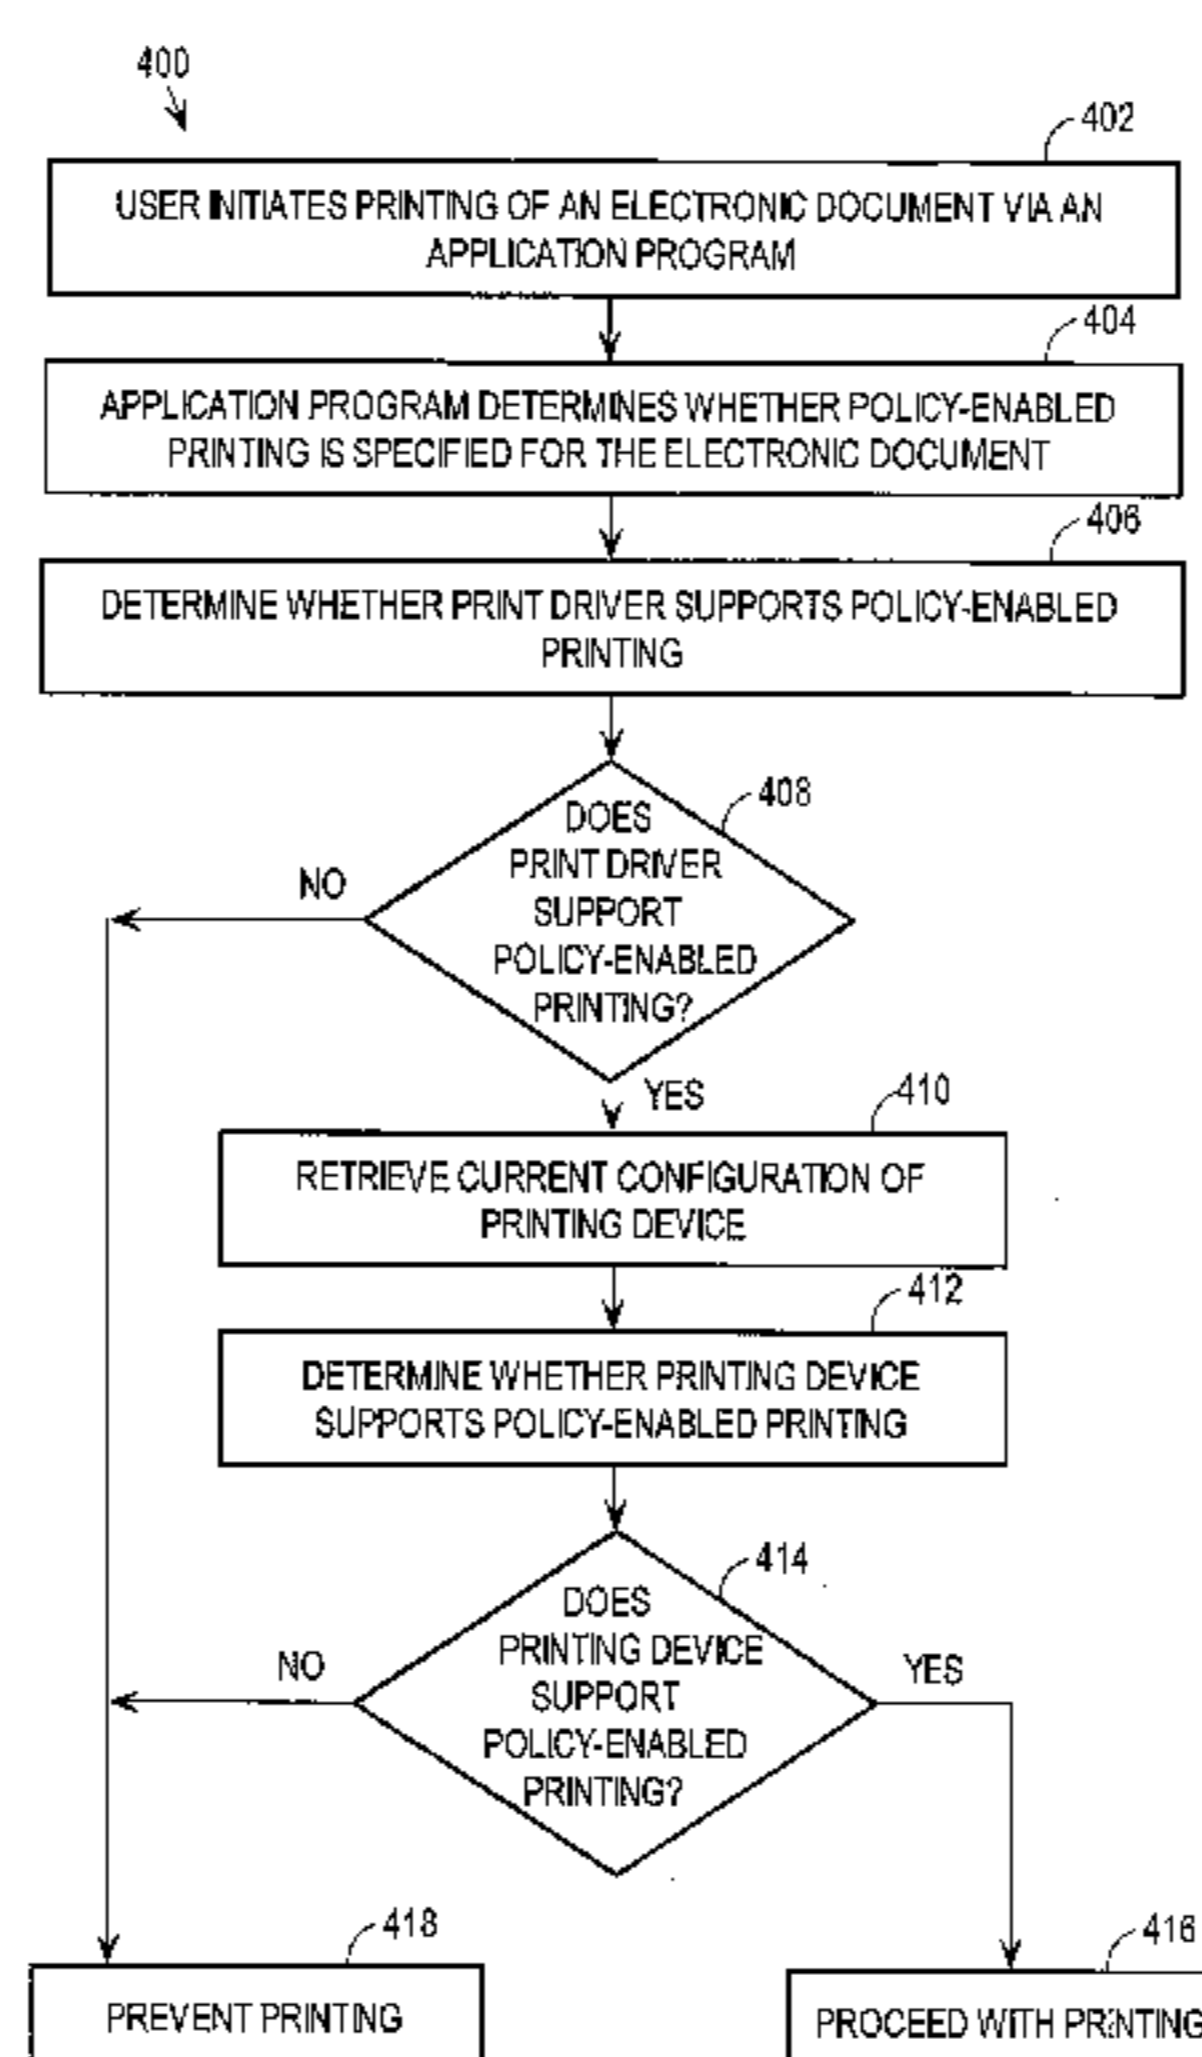 400
402
USER INITIATES PRINTING OF AN ELECTRONIC DOCUMENT VIA AN
APPLICATION PROGRAM
404
APPLICATION PROGRAM DETERMINES WHETHER POLICY-ENABLED
PRINTING IS SPECIFIED FOR THE ELECTRONIC DOCUMENT
406
DETERMINE WHETHER PRINT DRIVER SUPPORTS POLICY-ENABLED
PRINTING
408
DOES
PRINT DRIVER
SUPPORT
POLICY-ENABLED
PRINTING?
NO
YES
410
RETRIEVE CURRENT CONFIGURATION OF
PRINTING DEVICE
412
DETERMINE WHETHER PRINTING DEVICE
SUPPORTS POLICY-ENABLED PRINTING
414
DOES
PRINTING DEVICE
SUPPORT
POLICY-ENABLED
PRINTING?
NO
YES
418
PREVENT PRINTING
416
PROCEED WITH PRINTING